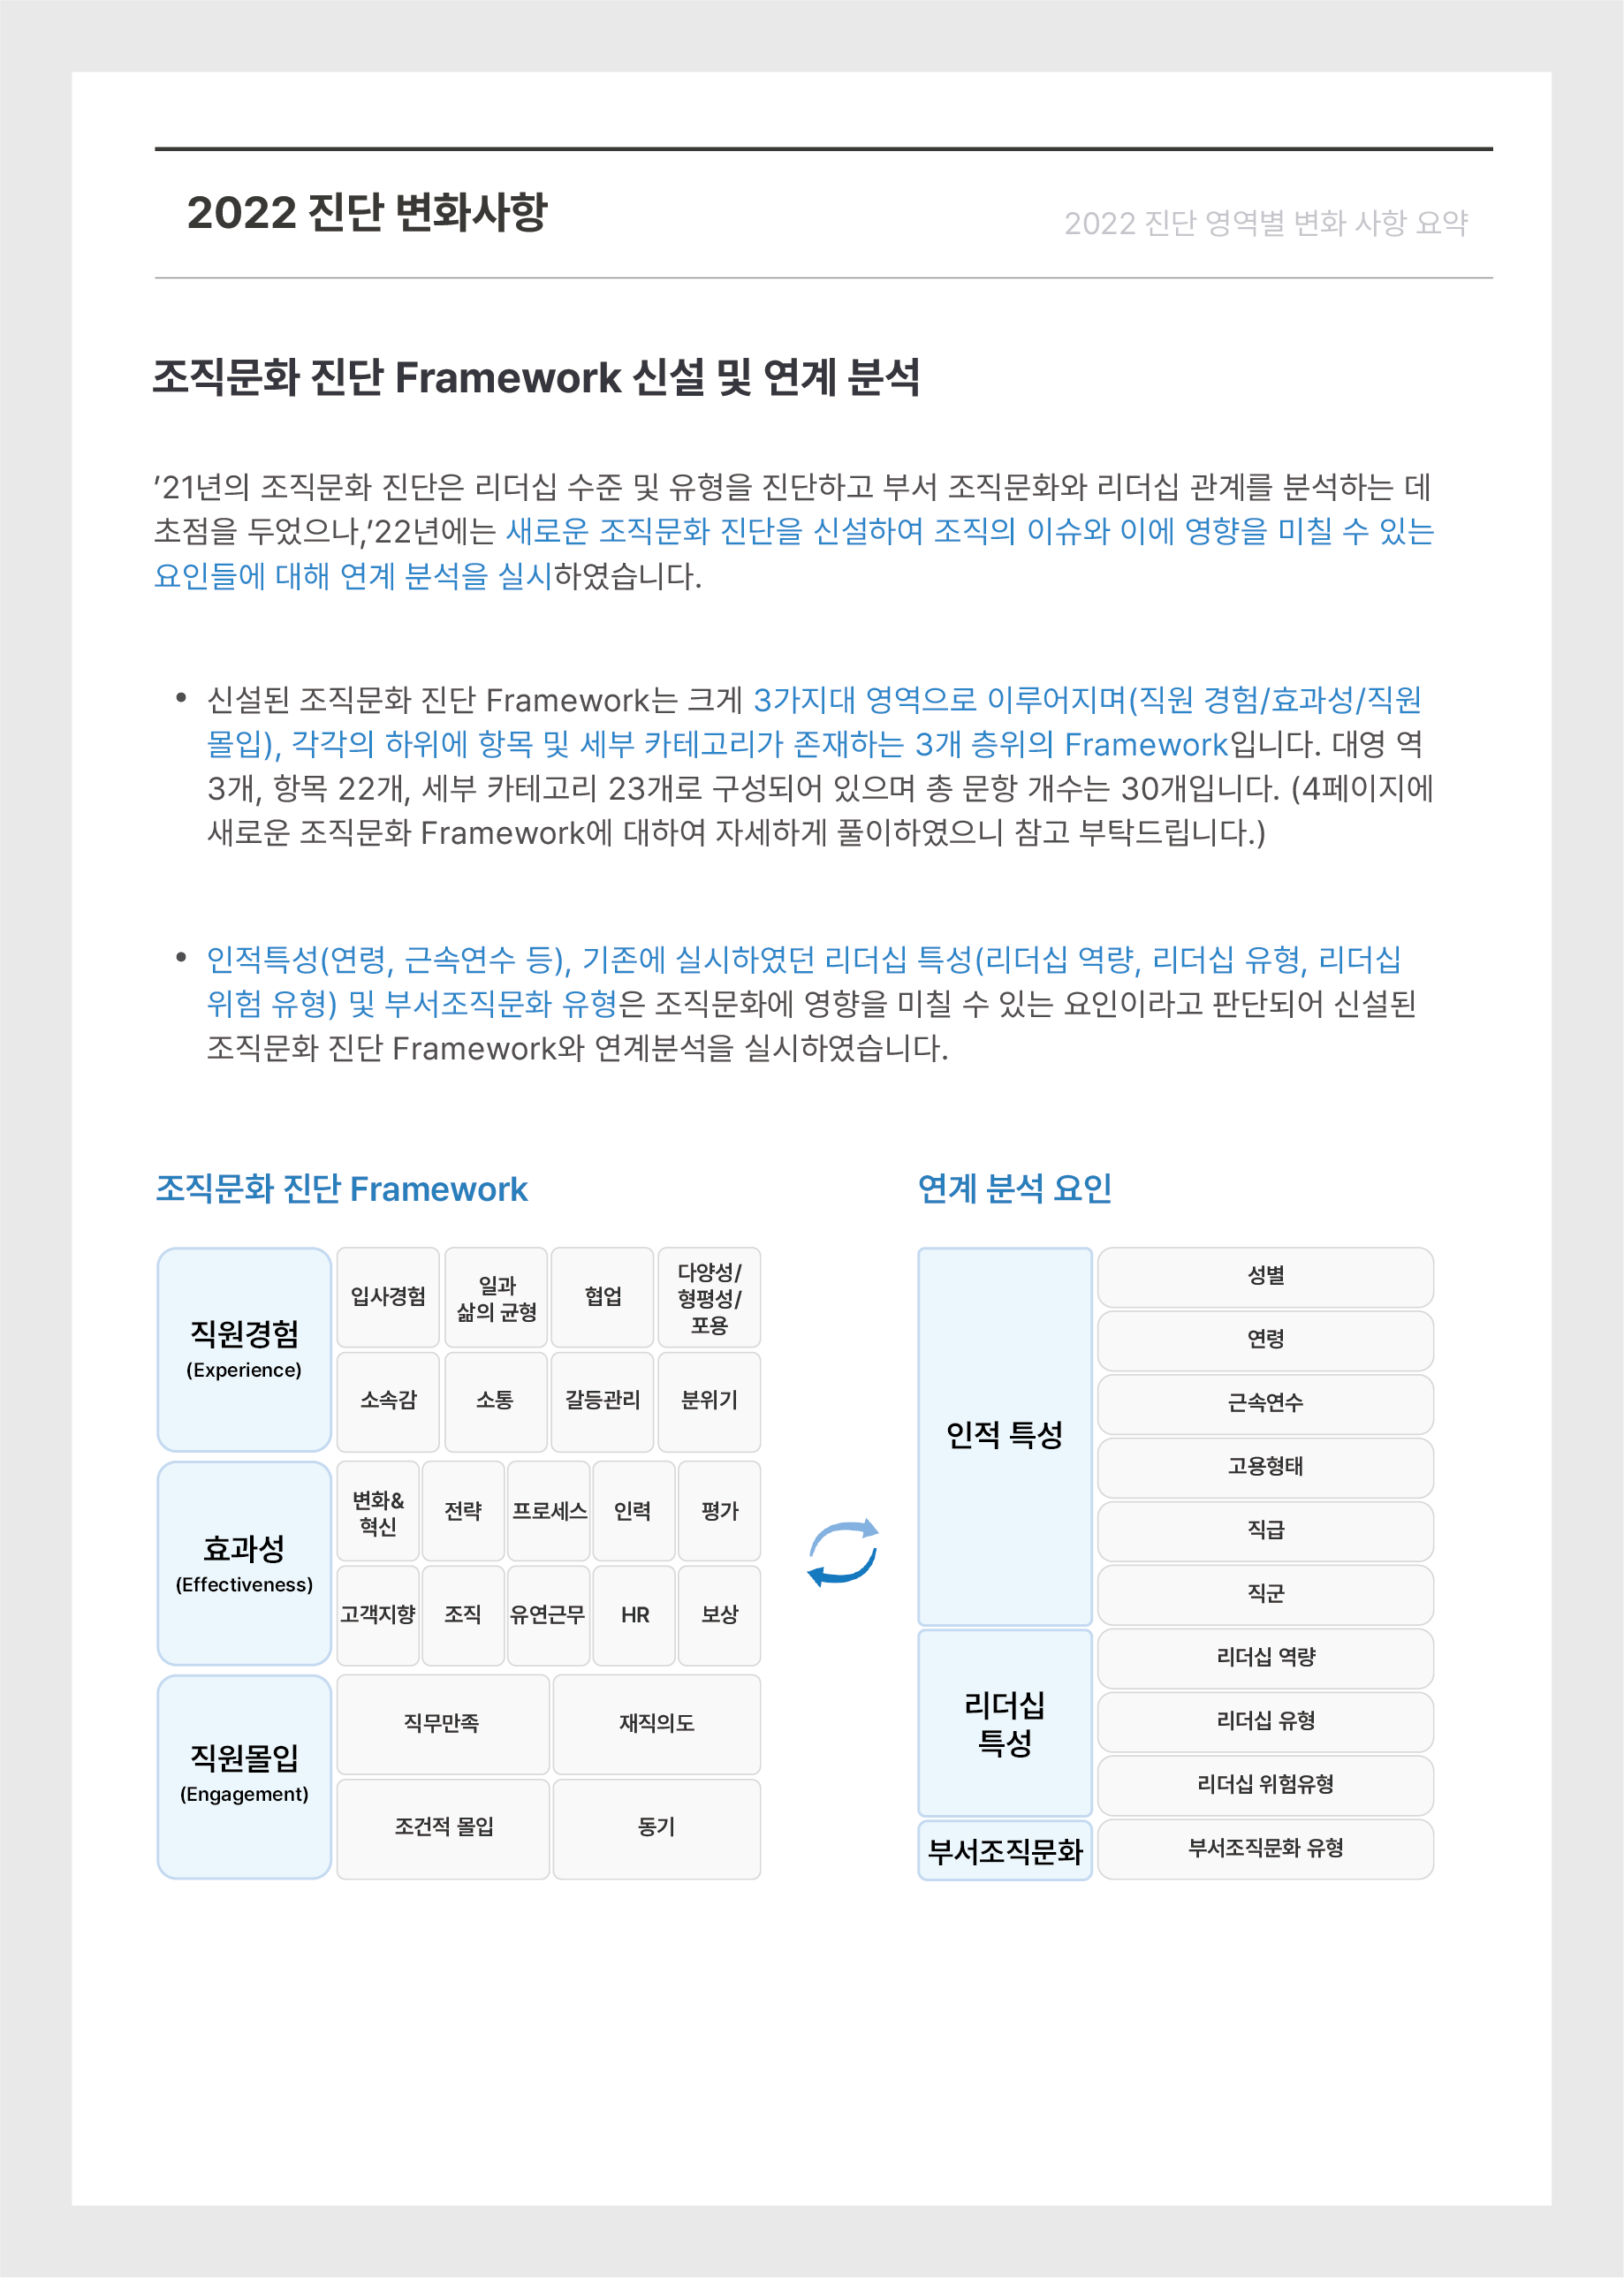 2022 진단 변화사항
2022 진단 영역별 변화 사항 요약
조직문화 진단 Framework 신설 및 연계 분석
’21년의 조직문화 진단은 리더십 수준 및 유형을 진단하고 부서 조직문화와 리더십 관계를 분석하는 데
초점을 두었으나,’22년에는 새로운 조직문화 진단을 신설하여 조직의 이슈와 이에 영향을 미칠 수 있는
요인들에 대해 연계 분석을 실시하였습니다.
• 신설된 조직문화 진단 Framework는 크게 3가지대 영역으로 이루어지며(직원 경험/효과성/직원
몰입), 각각의 하위에 항목 및 세부 카테고리가 존재하는 3개 층위의 Framework입니다. 대영 역
3개, 항목 22개, 세부 카테고리 23개로 구성되어 있으며 총 문항 개수는 30개입니다. (4페이지에
새로운 조직문화 Framework에 대하여 자세하게 풀이하였으니 참고 부탁드립니다.)
• 인적특성(연령, 근속연수 등), 기존에 실시하였던 리더십 특성(리더십 역량, 리더십 유형, 리더십
위험 유형) 및 부서조직문화 유형은 조직문화에 영향을 미칠 수 있는 요인이라고 판단되어 신설된
조직문화 진단 Framework와 연계분석을 실시하였습니다.
조직문화 진단 Framework
직원경험
(Experience)
입사경험
일과
삶의 균형
협업
다양성/
형평성/
포용
소속감
소통
갈등관리
분위기
효과성
(Effectiveness)
변화&
혁신
전략
프로세스
인력
평가
고객지향
조직
유연근무
HR
보상
직원몰입
(Engagement)
직무만족
재직의도
조건적 몰입
동기
연계 분석 요인
인적 특성
성별
연령
근속연수
고용형태
직급
직군
리더십
특성
리더십 역량
리더십 유형
리더십 위험유형
부서조직문화
부서조직문화 유형